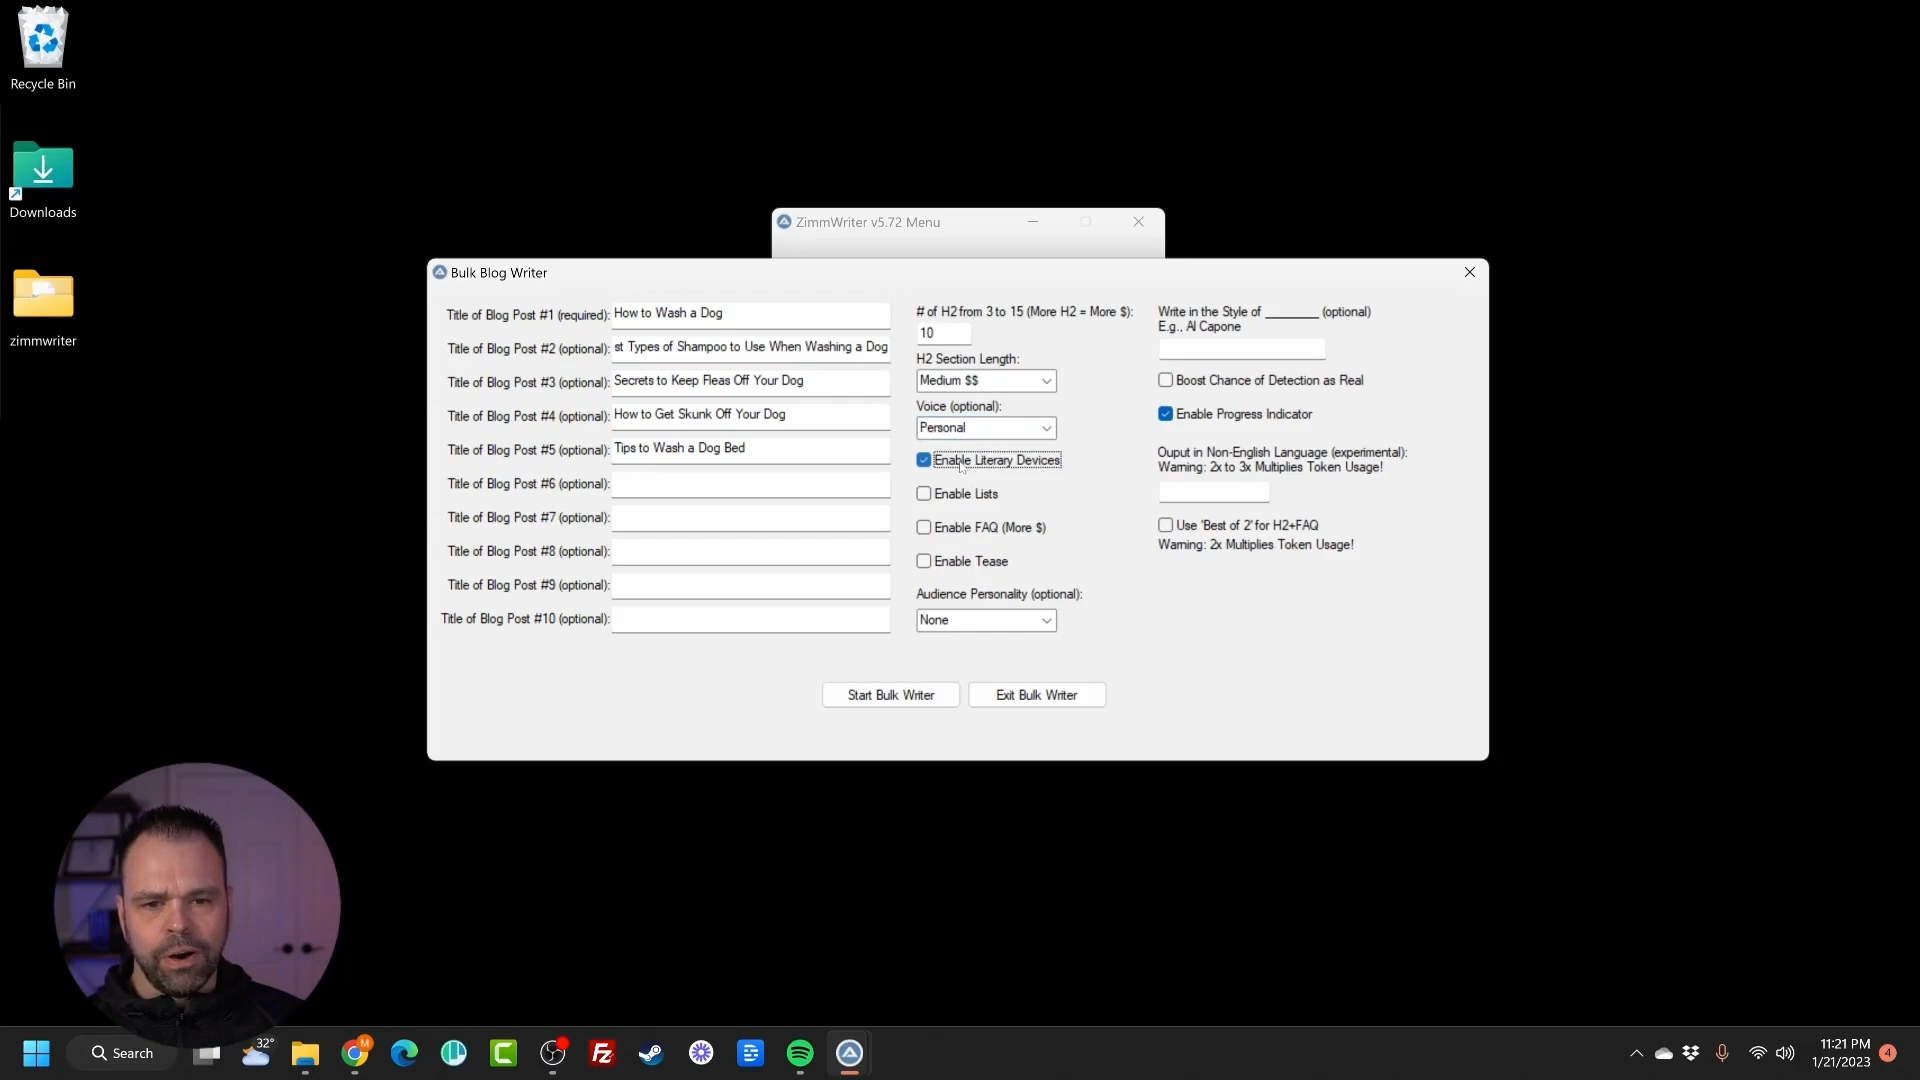 Recycle Bin
Downloads
zimmwriter
ZimmWriter v5.72 Menu
Bulk Blog Writer
Title of Blog Post #1 (required): How to Wash a Dog
Title of Blog Post #2 (optional): st Types of Shampoo to Use When Washing a Dog
Title of Blog Post #3 (optional): Secrets to Keep Fleas Off Your Dog
Title of Blog Post #4 (optional): How to Get Skunk Off Your Dog
Title of Blog Post #5 (optional): Tips to Wash a Dog Bed
Title of Blog Post #6 (optional):
Title of Blog Post #7 (optional):
Title of Blog Post #8 (optional):
Title of Blog Post #9 (optional):
Title of Blog Post #10 (optional):
# of H2 from 3 to 15 (More H2 = More $):
10
H2 Section Length:
Medium $$
Voice (optional):
Personal
Enable Literary Devices
Enable Lists
Enable FAQ (More $)
Enable Tease
Audience Personality (optional):
None
Write in the Style of _________ (optional)
E.g., Al Capone
Boost Chance of Detection as Real
Enable Progress Indicator
Ouput in Non-English Language (experimental):
Warning: 2x to 3x Multiplies Token Usage!
Use 'Best of 2' for H2+FAQ
Warning: 2x Multiplies Token Usage!
Start Bulk Writer
Exit Bulk Writer
Search
32°
M
Fz
11:21 PM
1/21/2023
4